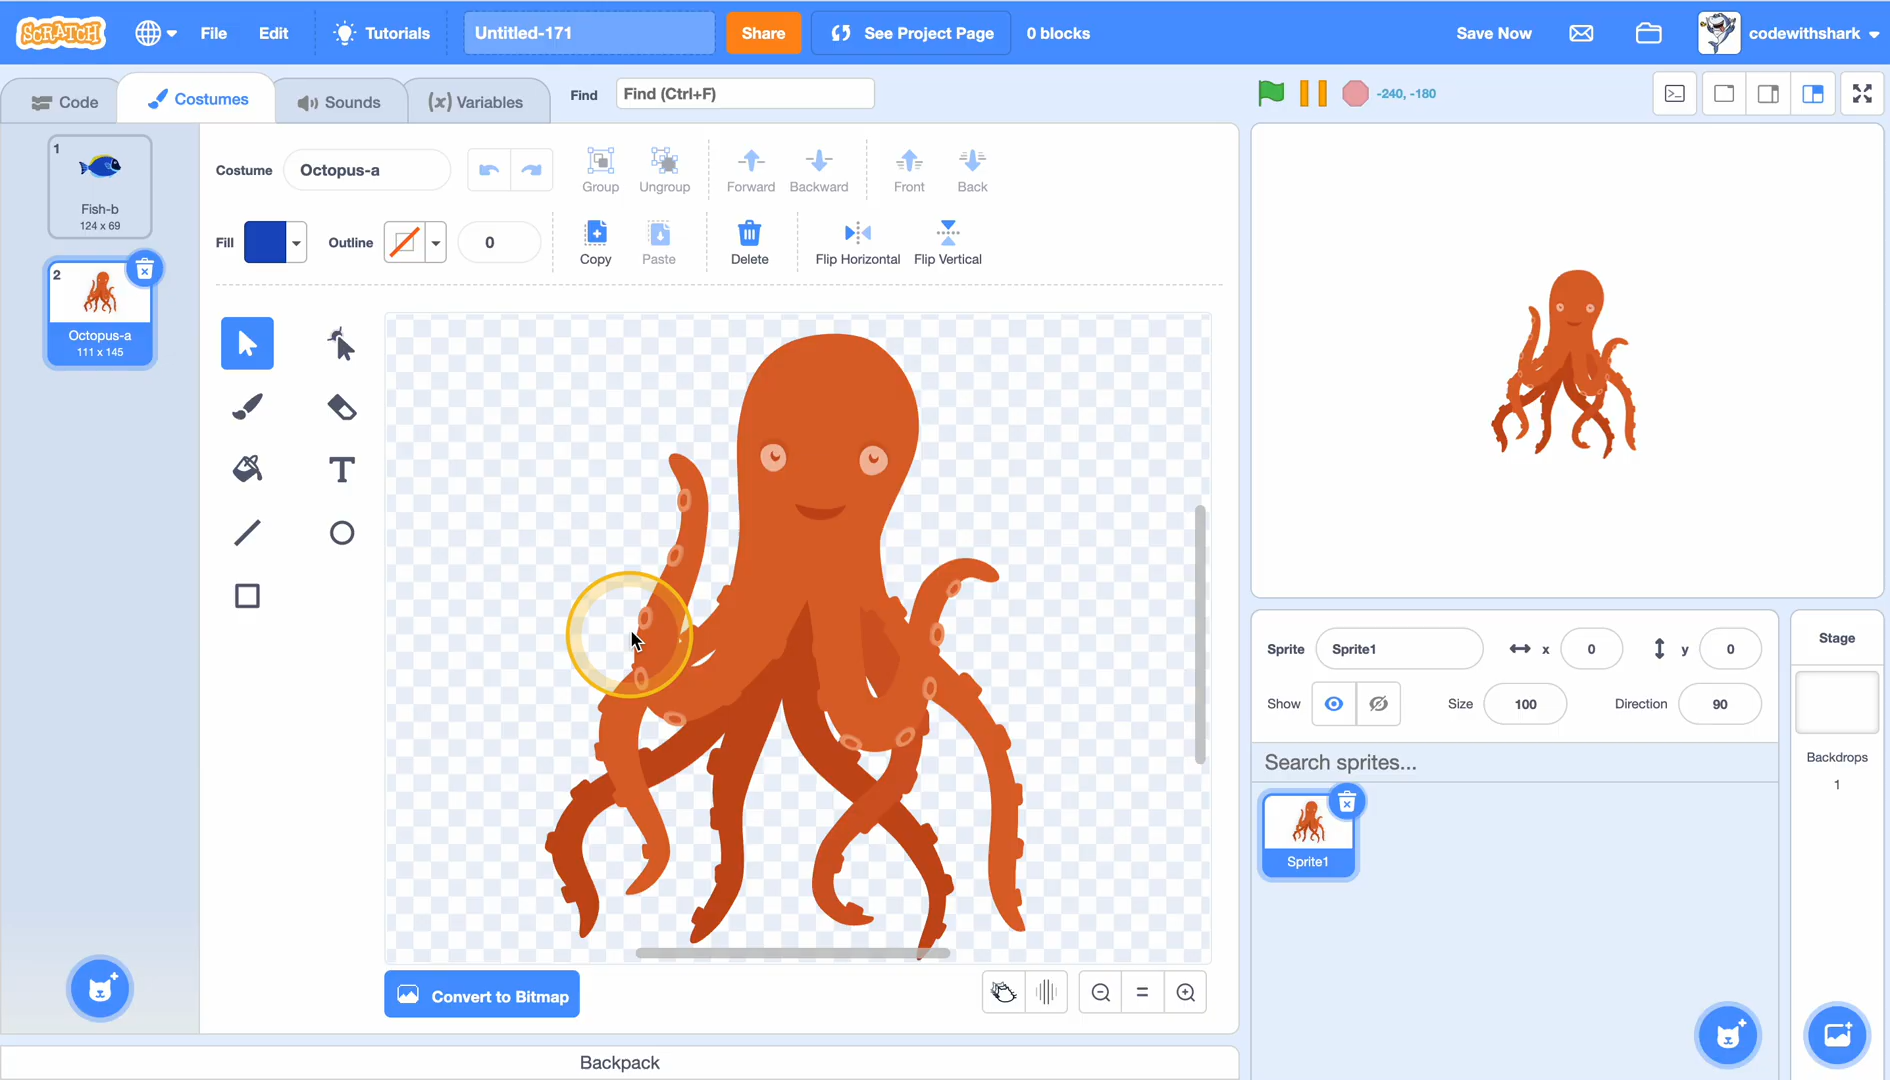 SCRATCH File Edit Tutorials Untitled-171 Share See Project Page 0 blocks Save Now codewithshark
Code Costumes Sounds (x) Variables Find Find (Ctrl+F) -240, -180
1
Fish-b
124 x 69
2
Octopus-a
111 x 145
Costume Octopus-a Group Ungroup Forward Backward Front Back
Fill Outline 0 Copy Paste Delete Flip Horizontal Flip Vertical
T
Convert to Bitmap
Backpack
Sprite Sprite1 x 0 y 0
Show Size 100 Direction 90
Search sprites...
Sprite1
Stage
Backdrops
1